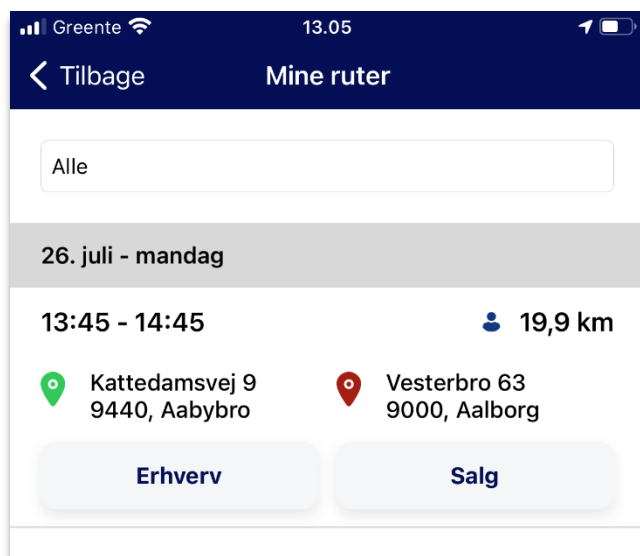 Greente 13.05
Tilbage Mine ruter
Alle
26. juli - mandag
13:45 - 14:45 19,9 km
Kattedamsvej 9
9440, Aabybro
Vesterbro 63
9000, Aalborg
Erhverv Salg